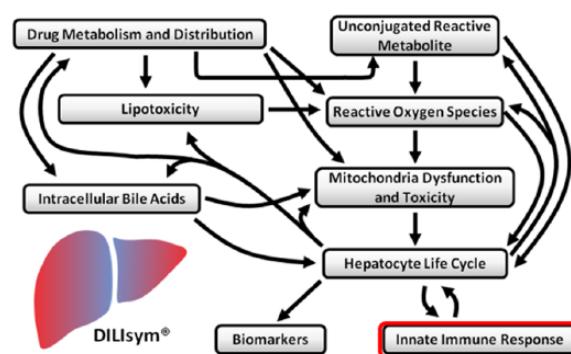 Drug Metabolism and Distribution
Unconjugated Reactive
Metabolite
Lipotoxicity
Reactive Oxygen Species
Intracellular Bile Acids
Mitochondria Dysfunction
and Toxicity
Hepatocyte Life Cycle
DILIsym®
Biomarkers
Innate Immune Response